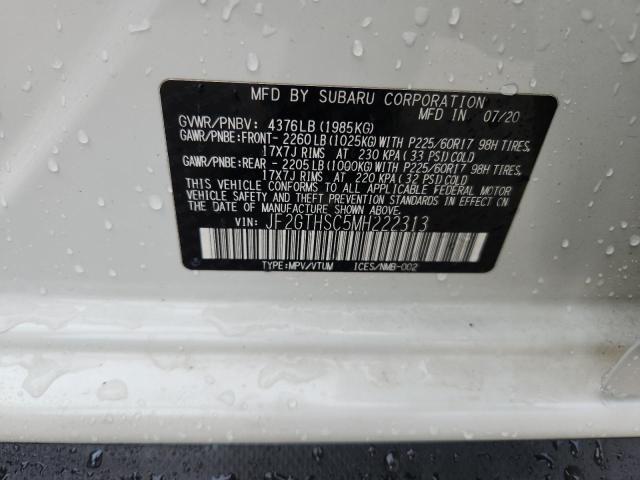 MFD BY SUBARU CORPORATION
MFD IN 07/20
GVWR/PNBV: 4376LB(1985KG)
GAWR/PNBE:FRONT- 2260LB(1025KG)WITH P225/60R17 98H TIRES,
17X7J RIMS AT 230 KPA(33 PSI)COLD
GAWR/PNBE:REAR - 2205LB(1000KG)WITH P225/60R17 98H TIRES,
17X7J RIMS AT 220 KPA(32 PSI)COLD
THIS VEHICLE CONFORMS TO ALL APPLICABLE FEDERAL MOTOR
VEHICLE SAFETY STANDARDS IN EFFECT ON THE DATE OF
MANUFACTURE SHOWN ABOVE.
VIN: JF2GTHSC5MH222313
TYPE:MPV/VTUM ICES/NMB-002